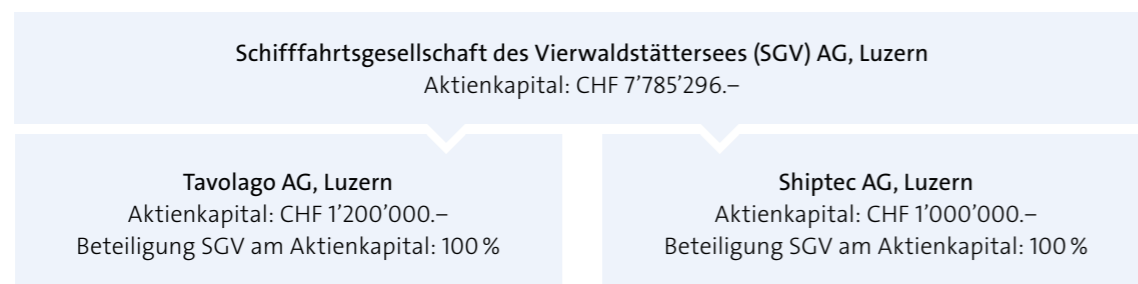 Schifffahrtsgesellschaft des Vierwaldstättersees (SGV) AG, Luzern
Aktienkapital: CHF 7’785’296.–
Tavolago AG, Luzern
Aktienkapital: CHF 1’200’000.–
Beteiligung SGV am Aktienkapital: 100 %
Shiptec AG, Luzern
Aktienkapital: CHF 1’000’000.–
Beteiligung SGV am Aktienkapital: 100 %